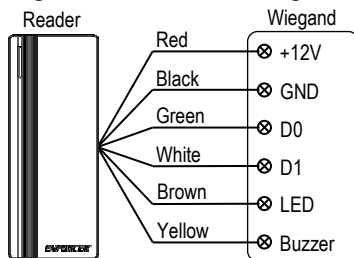 Reader
Wiegand
Red
+12V
Black
GND
Green
D0
White
D1
Brown
LED
Yellow
Buzzer
ENFORCER